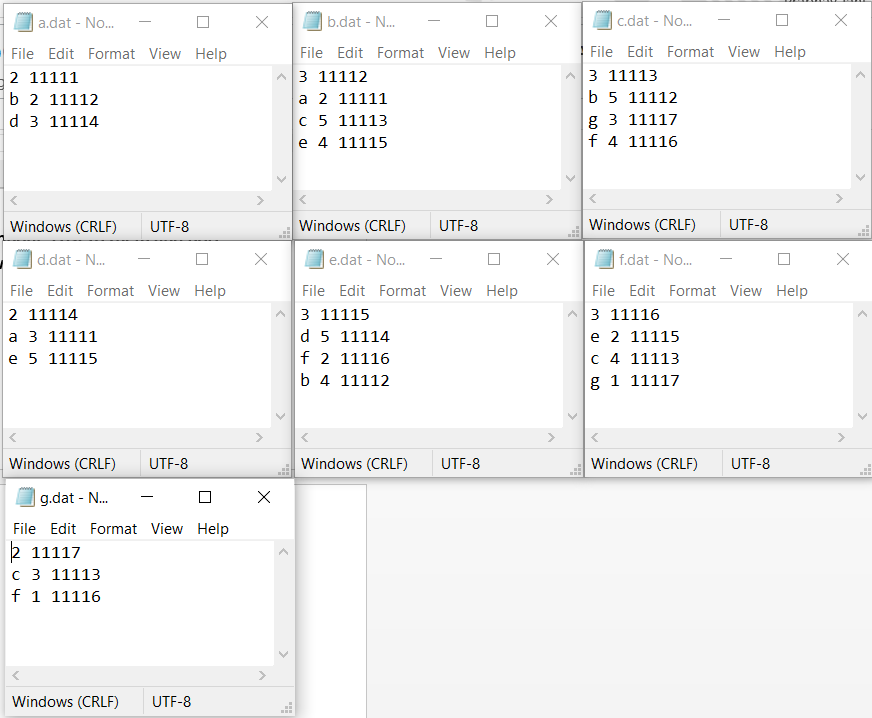 a.dat - No...
File Edit Format View Help
2 11111
b 2 11112
d 3 11114
Windows (CRLF) UTF-8
b.dat - No...
File Edit Format View Help
3 11112
a 2 11111
c 5 11113
e 4 11115
Windows (CRLF) UTF-8
c.dat - No...
File Edit Format View Help
3 11113
b 5 11112
g 3 11117
f 4 11116
Windows (CRLF) UTF-8
d.dat - N...
File Edit Format View Help
2 11114
a 3 11111
e 5 11115
Windows (CRLF) UTF-8
e.dat - No...
File Edit Format View Help
3 11115
d 5 11114
f 2 11116
b 4 11112
Windows (CRLF) UTF-8
f.dat - No...
File Edit Format View Help
3 11116
e 2 11115
c 4 11113
g 1 11117
Windows (CRLF) UTF-8
g.dat - N...
File Edit Format View Help
2 11117
c 3 11113
f 1 11116
Windows (CRLF) UTF-8